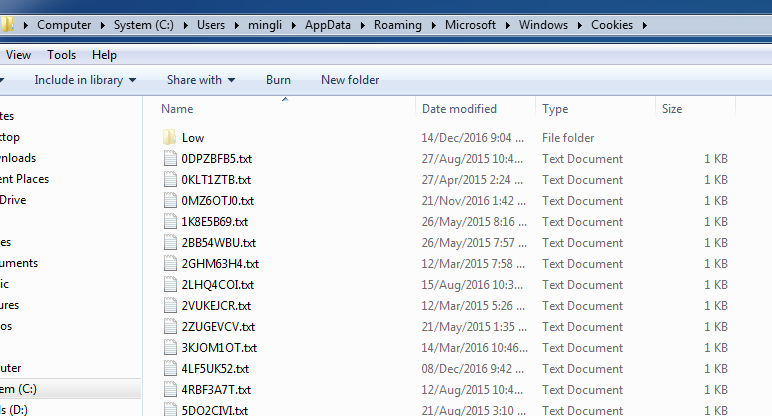 Computer System (C:) Users mingli AppData Roaming Microsoft Windows Cookies
View Tools Help
Include in library Share with Burn New folder
Name Date modified Type Size
Low 14/Dec/2016 9:04 ... File folder
0DPZBFB5.txt 27/Aug/2015 10:4... Text Document 1 KB
0KLT1ZTB.txt 27/Apr/2015 2:24 ... Text Document 1 KB
0MZ6OTJ0.txt 21/Nov/2016 1:42 ... Text Document 1 KB
1K8E5B69.txt 26/May/2015 8:16 ... Text Document 1 KB
2BB54WBU.txt 26/May/2015 7:57 ... Text Document 1 KB
2GHM63H4.txt 12/Mar/2015 7:58 ... Text Document 1 KB
2LHQ4COI.txt 15/Aug/2016 10:3... Text Document 1 KB
2VUKEJCR.txt 12/Mar/2015 5:26 ... Text Document 1 KB
2ZUGEVCV.txt 21/May/2015 1:35 ... Text Document 1 KB
3KJOM1OT.txt 14/Mar/2016 10:46... Text Document 1 KB
4LF5UK52.txt 08/Dec/2016 9:42 ... Text Document 1 KB
4RBF3A7T.txt 12/Aug/2015 10:4... Text Document 1 KB
5DO2CIVI.txt 21/Aug/2015 3:10 ... Text Document 1 KB
tes
ktop
wnloads
ent Places
Drive
es
uments
ic
ures
os
puter
em (C:)
s (D:)